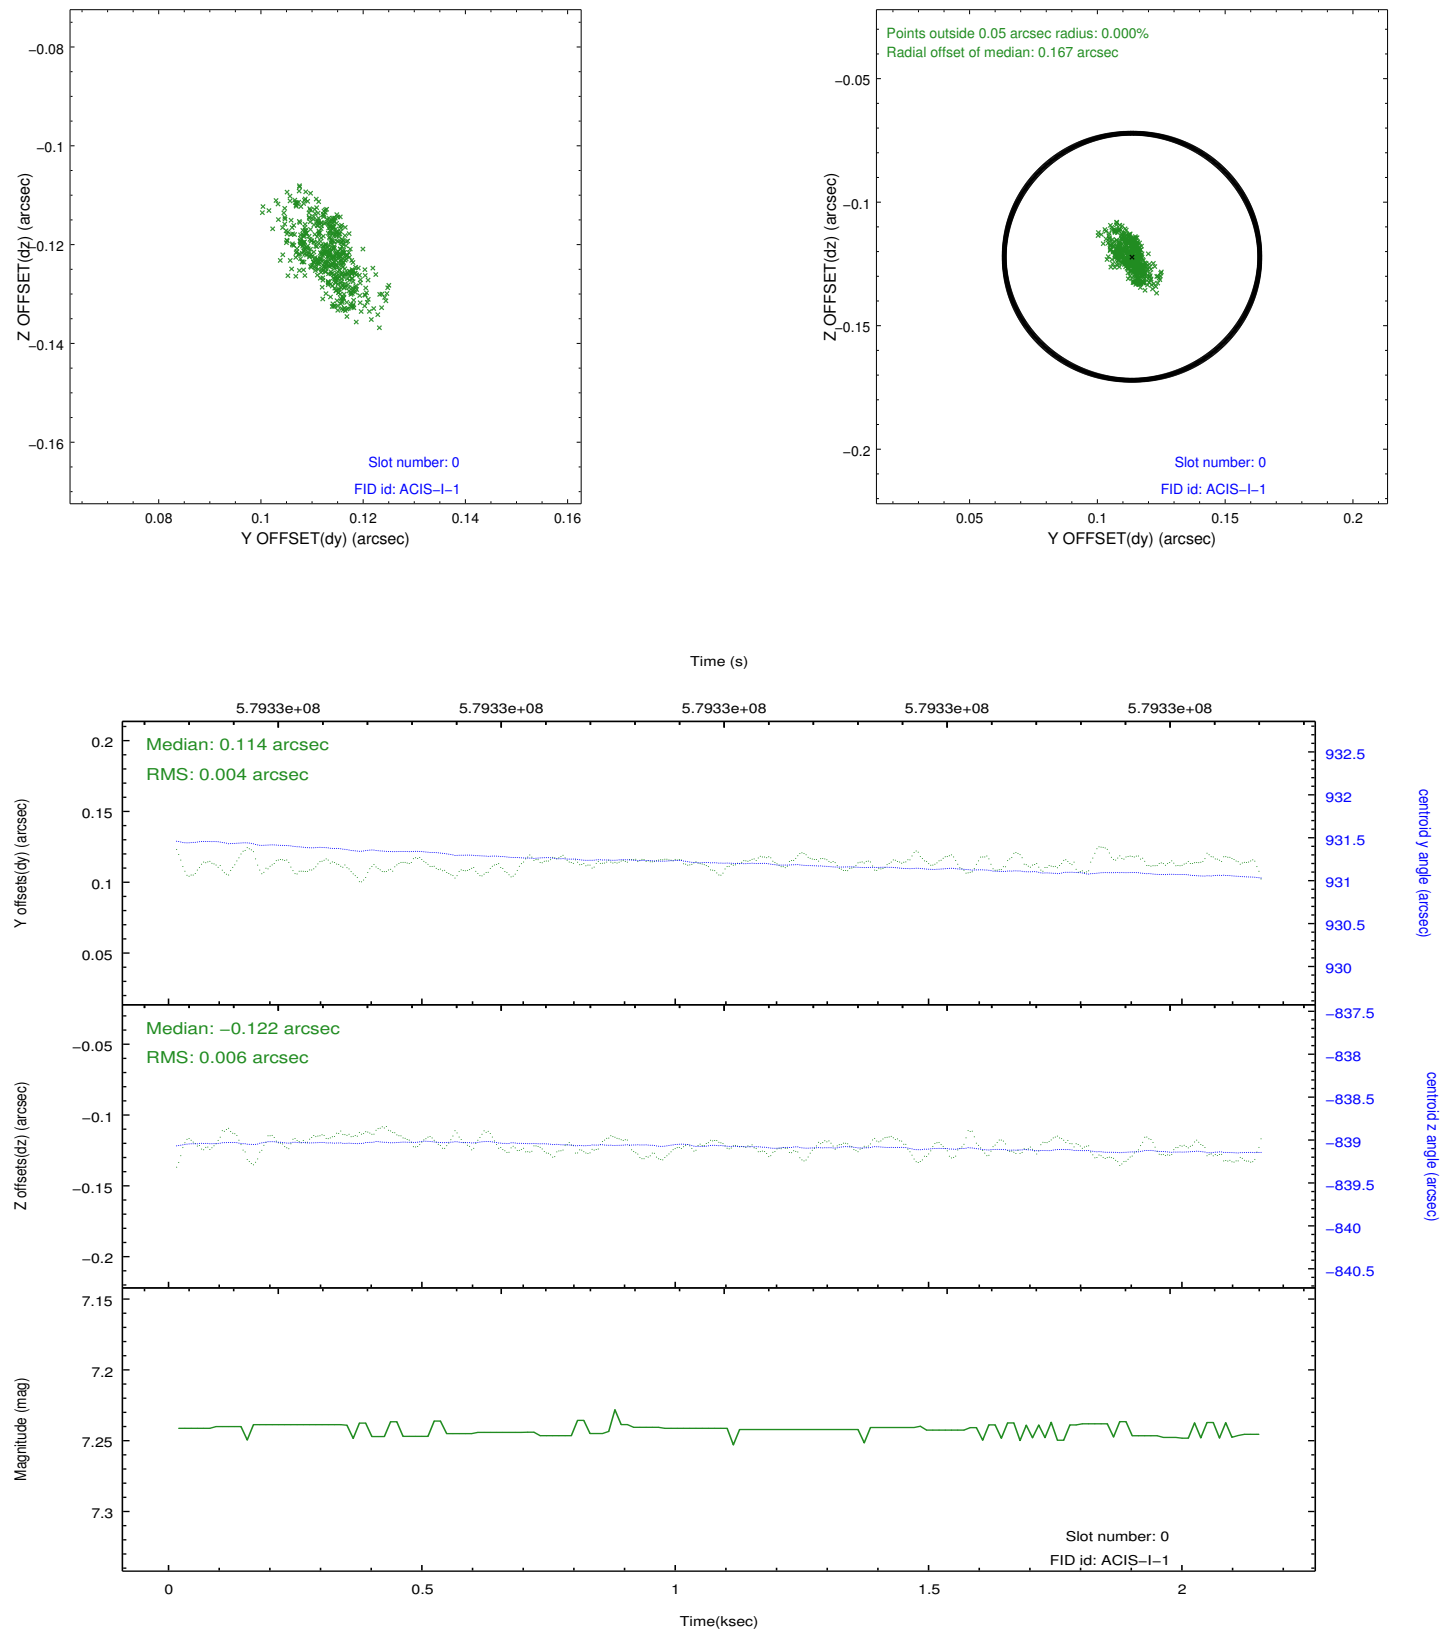 −0.08
−0.1
−0.12
−0.14
−0.16
Z OFFSET(dz) (arcsec)
Slot number: 0
FID id: ACIS−I−1
0.08
0.1
0.12
0.14
0.16
Y OFFSET(dy) (arcsec)
Points outside 0.05 arcsec radius: 0.000%
Radial offset of median: 0.167 arcsec
−0.05
−0.1
−0.15
−0.2
Z OFFSET(dz) (arcsec)
Slot number: 0
FID id: ACIS−I−1
0.05
0.1
0.15
0.2
Y OFFSET(dy) (arcsec)
Time (s)
5.7933e+08
5.7933e+08
5.7933e+08
5.7933e+08
5.7933e+08
Median: 0.114 arcsec
RMS: 0.004 arcsec
0.2
0.15
0.1
0.05
Y offsets(dy) (arcsec)
932.5
932
931.5
931
930.5
930
centroid y angle (arcsec)
Median: −0.122 arcsec
RMS: 0.006 arcsec
−0.05
−0.1
−0.15
−0.2
Z offsets(dz) (arcsec)
−837.5
−838
−838.5
−839
−839.5
−840
−840.5
centroid z angle (arcsec)
7.15
7.2
7.25
7.3
Magnitude (mag)
Slot number: 0
FID id: ACIS−I−1
0
0.5
1
1.5
2
Time(ksec)